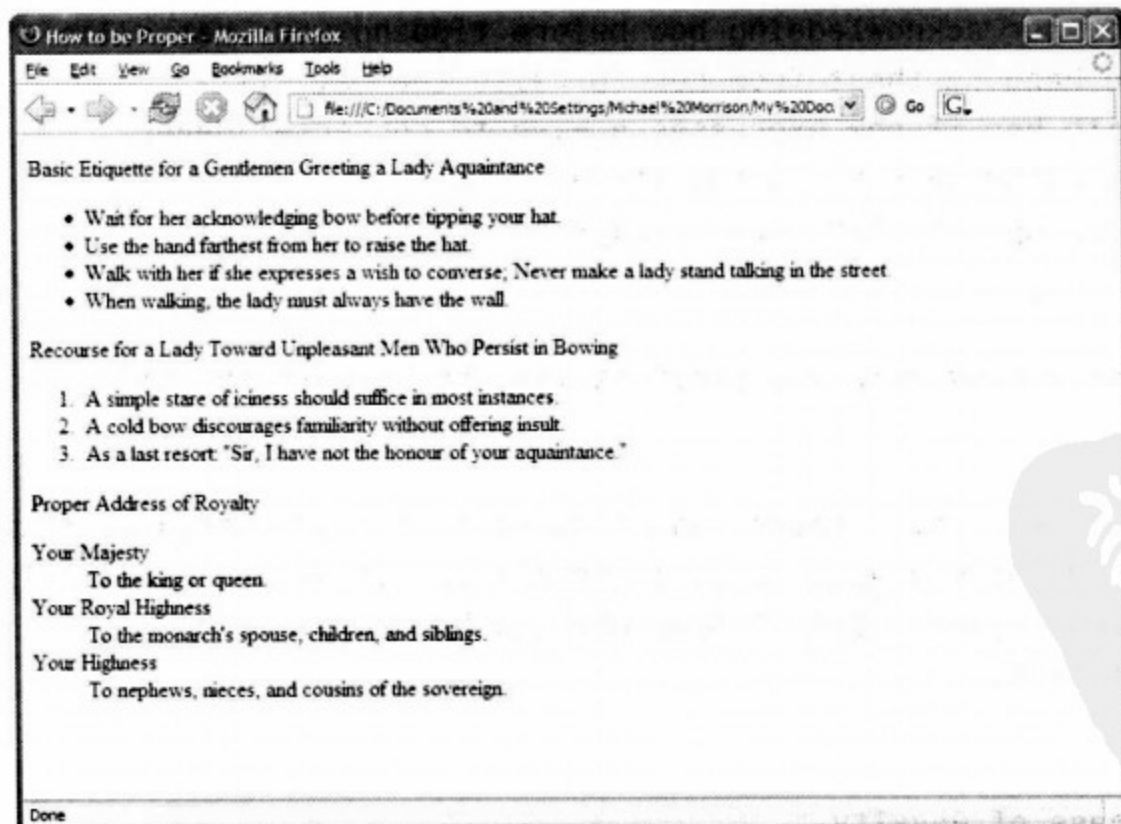 How to be Proper - Mozilla Firefox
File Edit View Go Bookmarks Tools Help
file:///C:/Documents%20and%20Settings/Michael%20Morrison/My%20Doc Go
Basic Etiquette for a Gentlemen Greeting a Lady Aquaintance
• Wait for her acknowledging bow before tipping your hat.
• Use the hand farthest from her to raise the hat.
• Walk with her if she expresses a wish to converse; Never make a lady stand talking in the street.
• When walking, the lady must always have the wall.
Recourse for a Lady Toward Unpleasant Men Who Persist in Bowing
1. A simple stare of iciness should suffice in most instances.
2. A cold bow discourages familiarity without offering insult.
3. As a last resort: "Sir, I have not the honour of your aquaintance."
Proper Address of Royalty
Your Majesty
To the king or queen.
Your Royal Highness
To the monarch's spouse, children, and siblings.
Your Highness
To nephews, nieces, and cousins of the sovereign.
Done